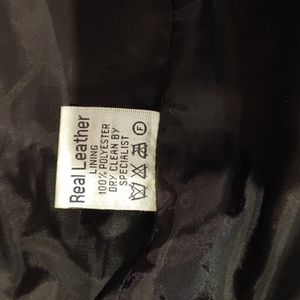 Real Leather
LINING
100% POLYESTER
DRY CLEAN BY
SPECIALIST